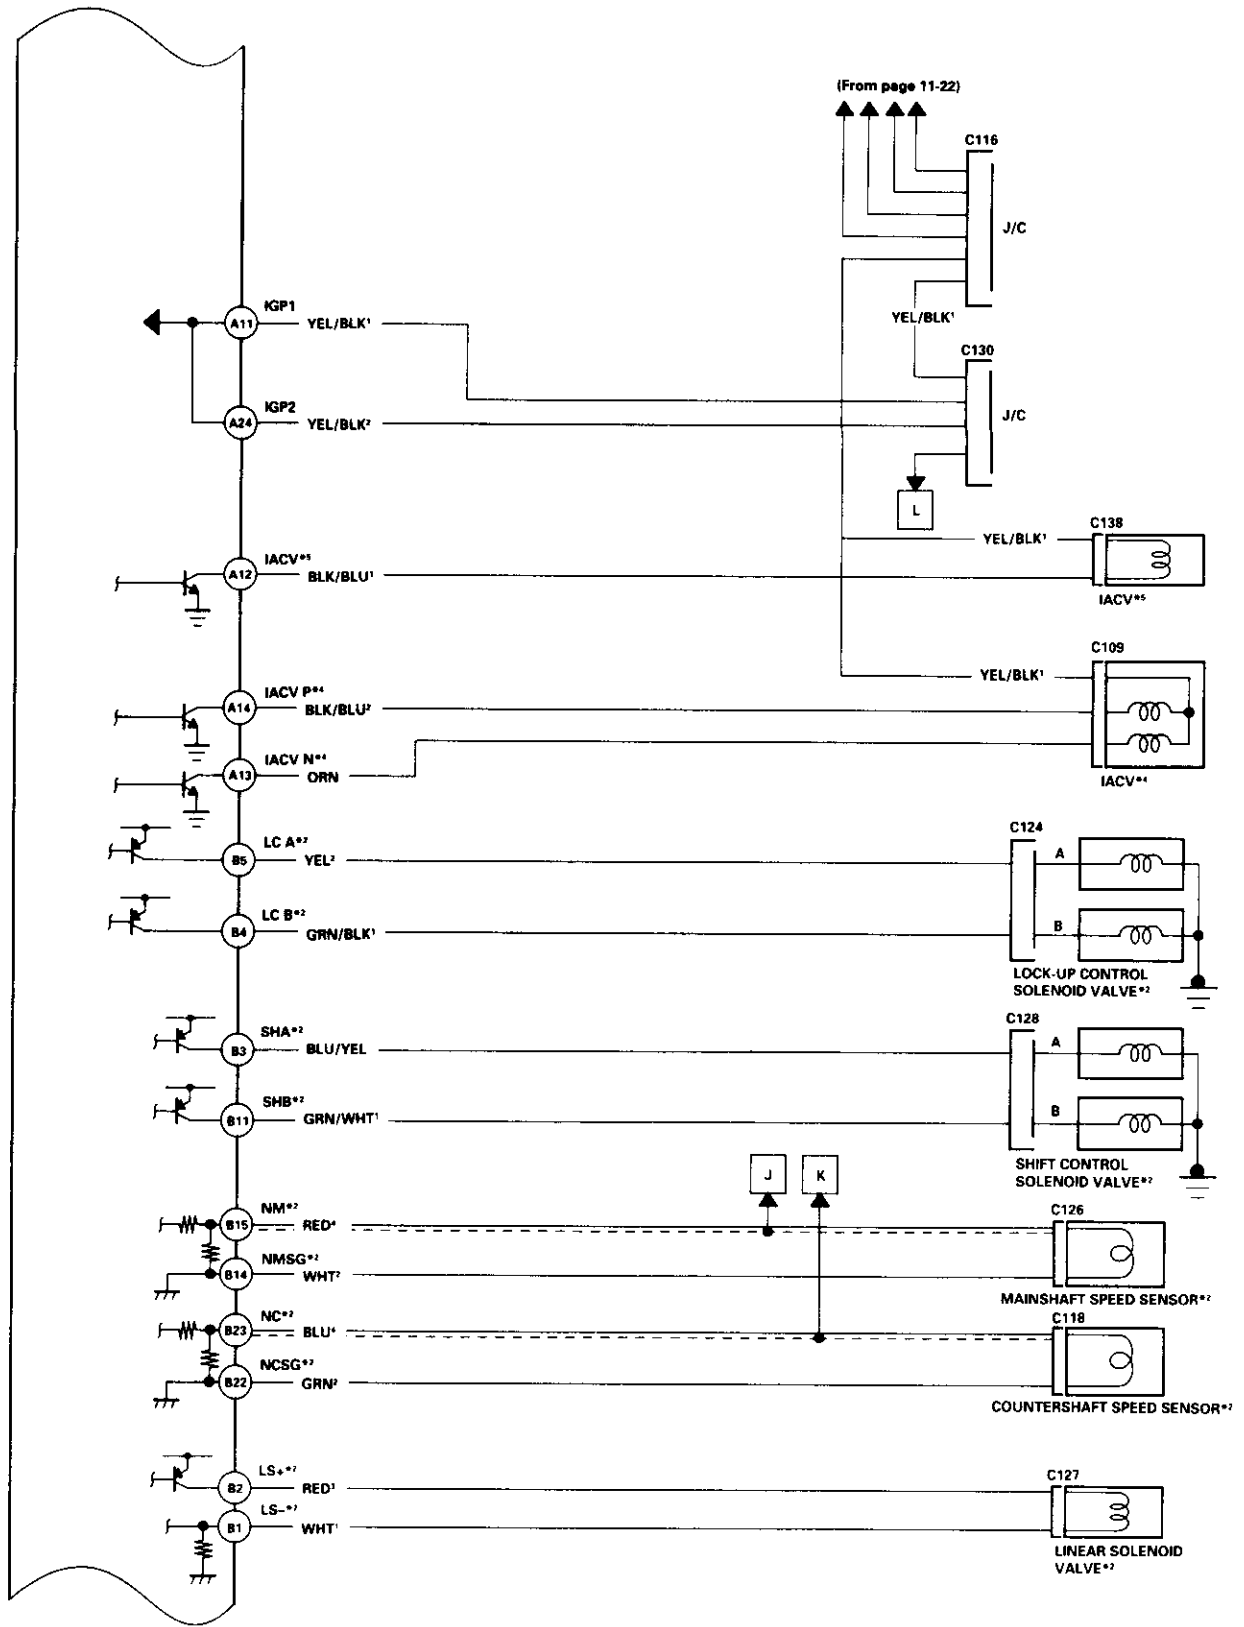 (From page 11-22)
C116
J/C
IGP1
A11
YEL/BLK¹
YEL/BLK¹
C130
J/C
IGP2
A24
YEL/BLK²
L
C138
YEL/BLK¹
IACV*5
A12
BLK/BLU¹
IACV*5
C109
YEL/BLK¹
IACV P*4
A14
BLK/BLU²
IACV N*4
A13
ORN
IACV*4
LC A*2
B5
YEL²
C124
A
LC B*2
B4
GRN/BLK¹
B
LOCK-UP CONTROL
SOLENOID VALVE*2
C128
SHA*2
B3
BLU/YEL
A
SHB*2
B11
GRN/WHT¹
B
SHIFT CONTROL
SOLENOID VALVE*2
J
K
NM*2
B15
RED⁴
C126
NMSG*2
B14
WHT²
MAINSHAFT SPEED SENSOR*2
NC*2
B23
BLU⁴
C118
NCSG*2
B22
GRN²
COUNTERSHAFT SPEED SENSOR*2
LS+*2
B2
RED³
C127
LS-*2
B1
WHT¹
LINEAR SOLENOID
VALVE*2